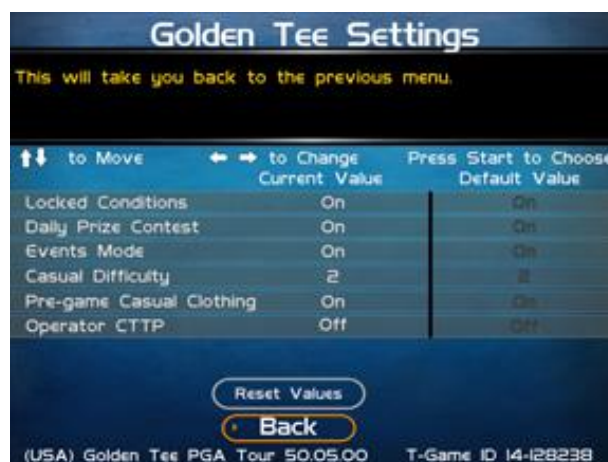 Golden Tee Settings
This will take you back to the previous menu.
to Move to Change Press Start to Choose
Current Value Default Value
Locked Conditions On On
Daily Prize Contest On On
Events Mode On On
Casual Difficulty 2 2
Pre-game Casual Clothing On On
Operator CTTP Off Off
Reset Values
Back
(USA) Golden Tee PGA Tour 50.05.00 T-Game ID 14-128238